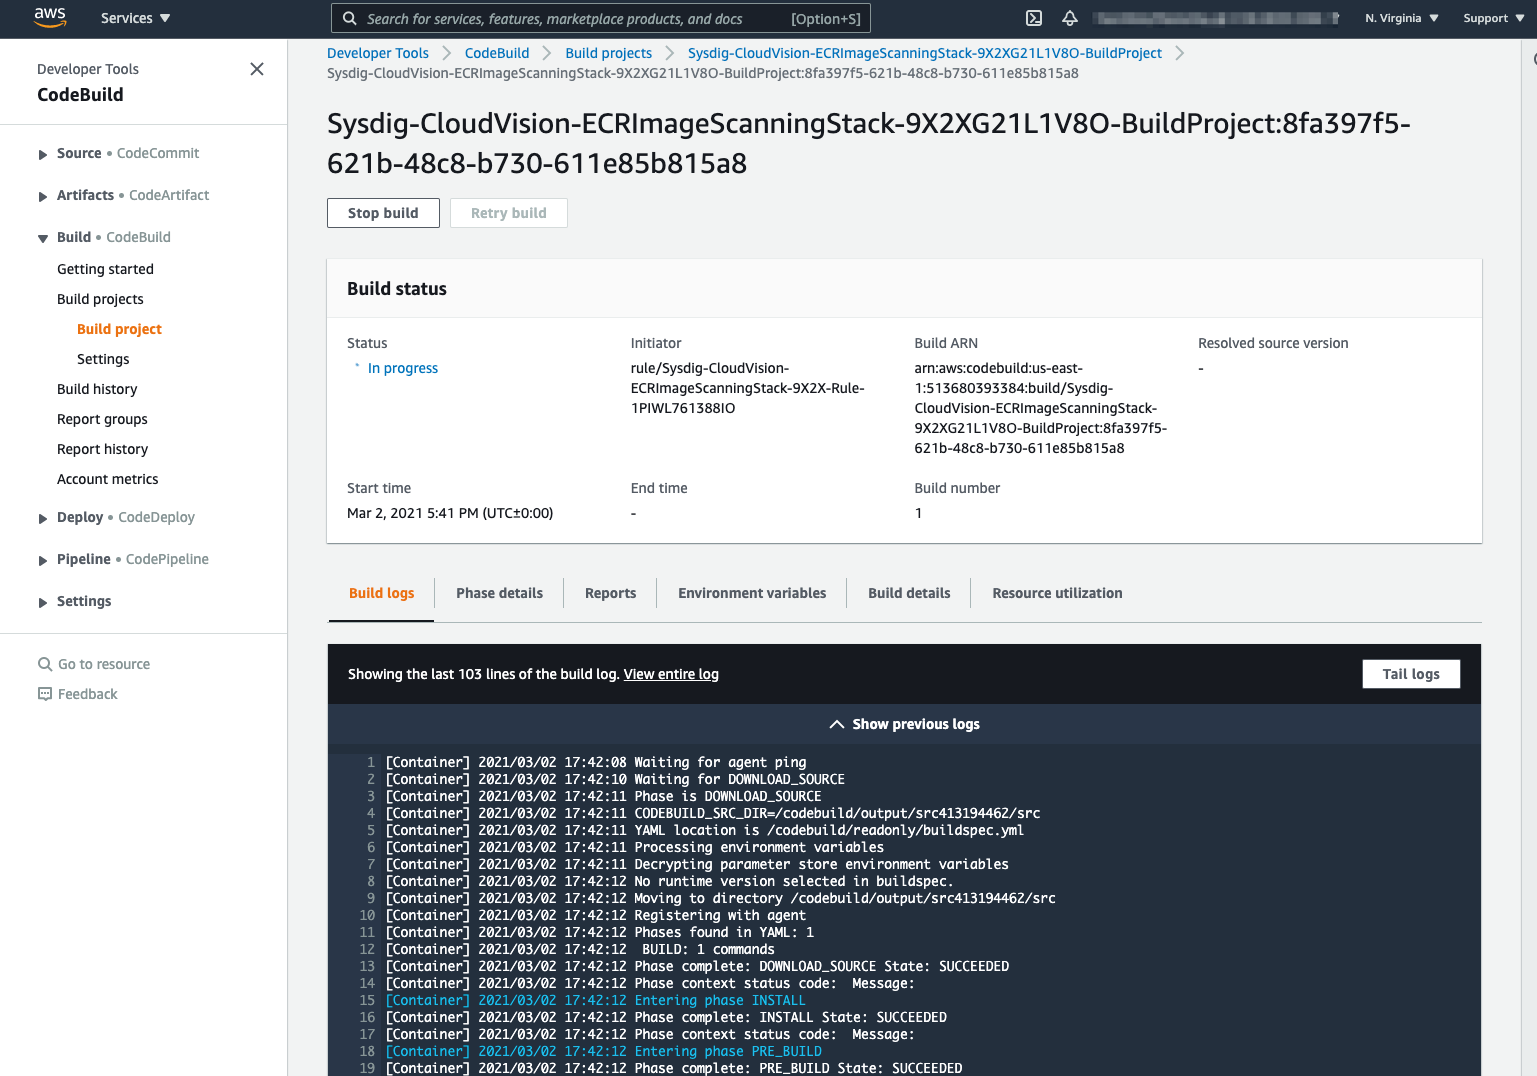 aws
Services ▼
Search for services, features, marketplace products, and docs [Option+S]
N. Virginia ▼
Support ▼
Developer Tools
CodeBuild
Source • CodeCommit
Artifacts • CodeArtifact
Build • CodeBuild
Getting started
Build projects
Build project
Settings
Build history
Report groups
Report history
Account metrics
Deploy • CodeDeploy
Pipeline • CodePipeline
Settings
Go to resource
Feedback
Developer Tools > CodeBuild > Build projects > Sysdig-CloudVision-ECRImageScanningStack-9X2XG21L1V8O-BuildProject >
Sysdig-CloudVision-ECRImageScanningStack-9X2XG21L1V8O-BuildProject:8fa397f5-621b-48c8-b730-611e85b815a8
Sysdig-CloudVision-ECRImageScanningStack-9X2XG21L1V8O-BuildProject:8fa397f5-
621b-48c8-b730-611e85b815a8
Stop build
Retry build
Build status
Status
In progress
Initiator
rule/Sysdig-CloudVision-
ECRImageScanningStack-9X2X-Rule-
1PIWL761388IO
Build ARN
arn:aws:codebuild:us-east-
1:513680393384:build/Sysdig-
CloudVision-ECRImageScanningStack-
9X2XG21L1V8O-BuildProject:8fa397f5-
621b-48c8-b730-611e85b815a8
Resolved source version
-
Start time
Mar 2, 2021 5:41 PM (UTC±0:00)
End time
-
Build number
1
Build logs
Phase details
Reports
Environment variables
Build details
Resource utilization
Showing the last 103 lines of the build log. View entire log
Tail logs
Show previous logs
1 [Container] 2021/03/02 17:42:08 Waiting for agent ping
2 [Container] 2021/03/02 17:42:10 Waiting for DOWNLOAD_SOURCE
3 [Container] 2021/03/02 17:42:11 Phase is DOWNLOAD_SOURCE
4 [Container] 2021/03/02 17:42:11 CODEBUILD_SRC_DIR=/codebuild/output/src413194462/src
5 [Container] 2021/03/02 17:42:11 YAML location is /codebuild/readonly/buildspec.yml
6 [Container] 2021/03/02 17:42:11 Processing environment variables
7 [Container] 2021/03/02 17:42:11 Decrypting parameter store environment variables
8 [Container] 2021/03/02 17:42:12 No runtime version selected in buildspec.
9 [Container] 2021/03/02 17:42:12 Moving to directory /codebuild/output/src413194462/src
10 [Container] 2021/03/02 17:42:12 Registering with agent
11 [Container] 2021/03/02 17:42:12 Phases found in YAML: 1
12 [Container] 2021/03/02 17:42:12  BUILD: 1 commands
13 [Container] 2021/03/02 17:42:12 Phase complete: DOWNLOAD_SOURCE State: SUCCEEDED
14 [Container] 2021/03/02 17:42:12 Phase context status code:  Message:
15 [Container] 2021/03/02 17:42:12 Entering phase INSTALL
16 [Container] 2021/03/02 17:42:12 Phase complete: INSTALL State: SUCCEEDED
17 [Container] 2021/03/02 17:42:12 Phase context status code:  Message:
18 [Container] 2021/03/02 17:42:12 Entering phase PRE_BUILD
19 [Container] 2021/03/02 17:42:12 Phase complete: PRE_BUILD State: SUCCEEDED